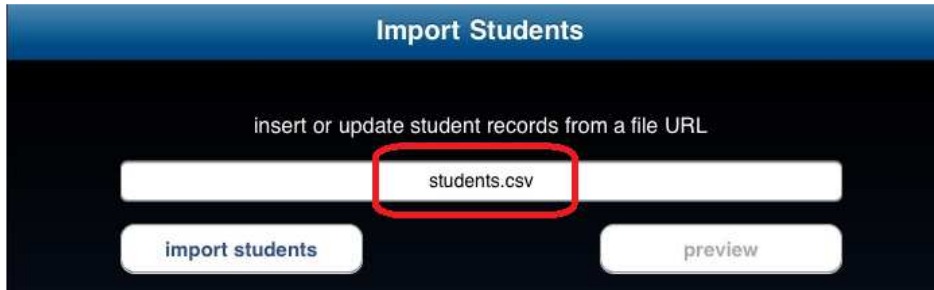 Import Students
insert or update student records from a file URL
students.csv
import students
preview